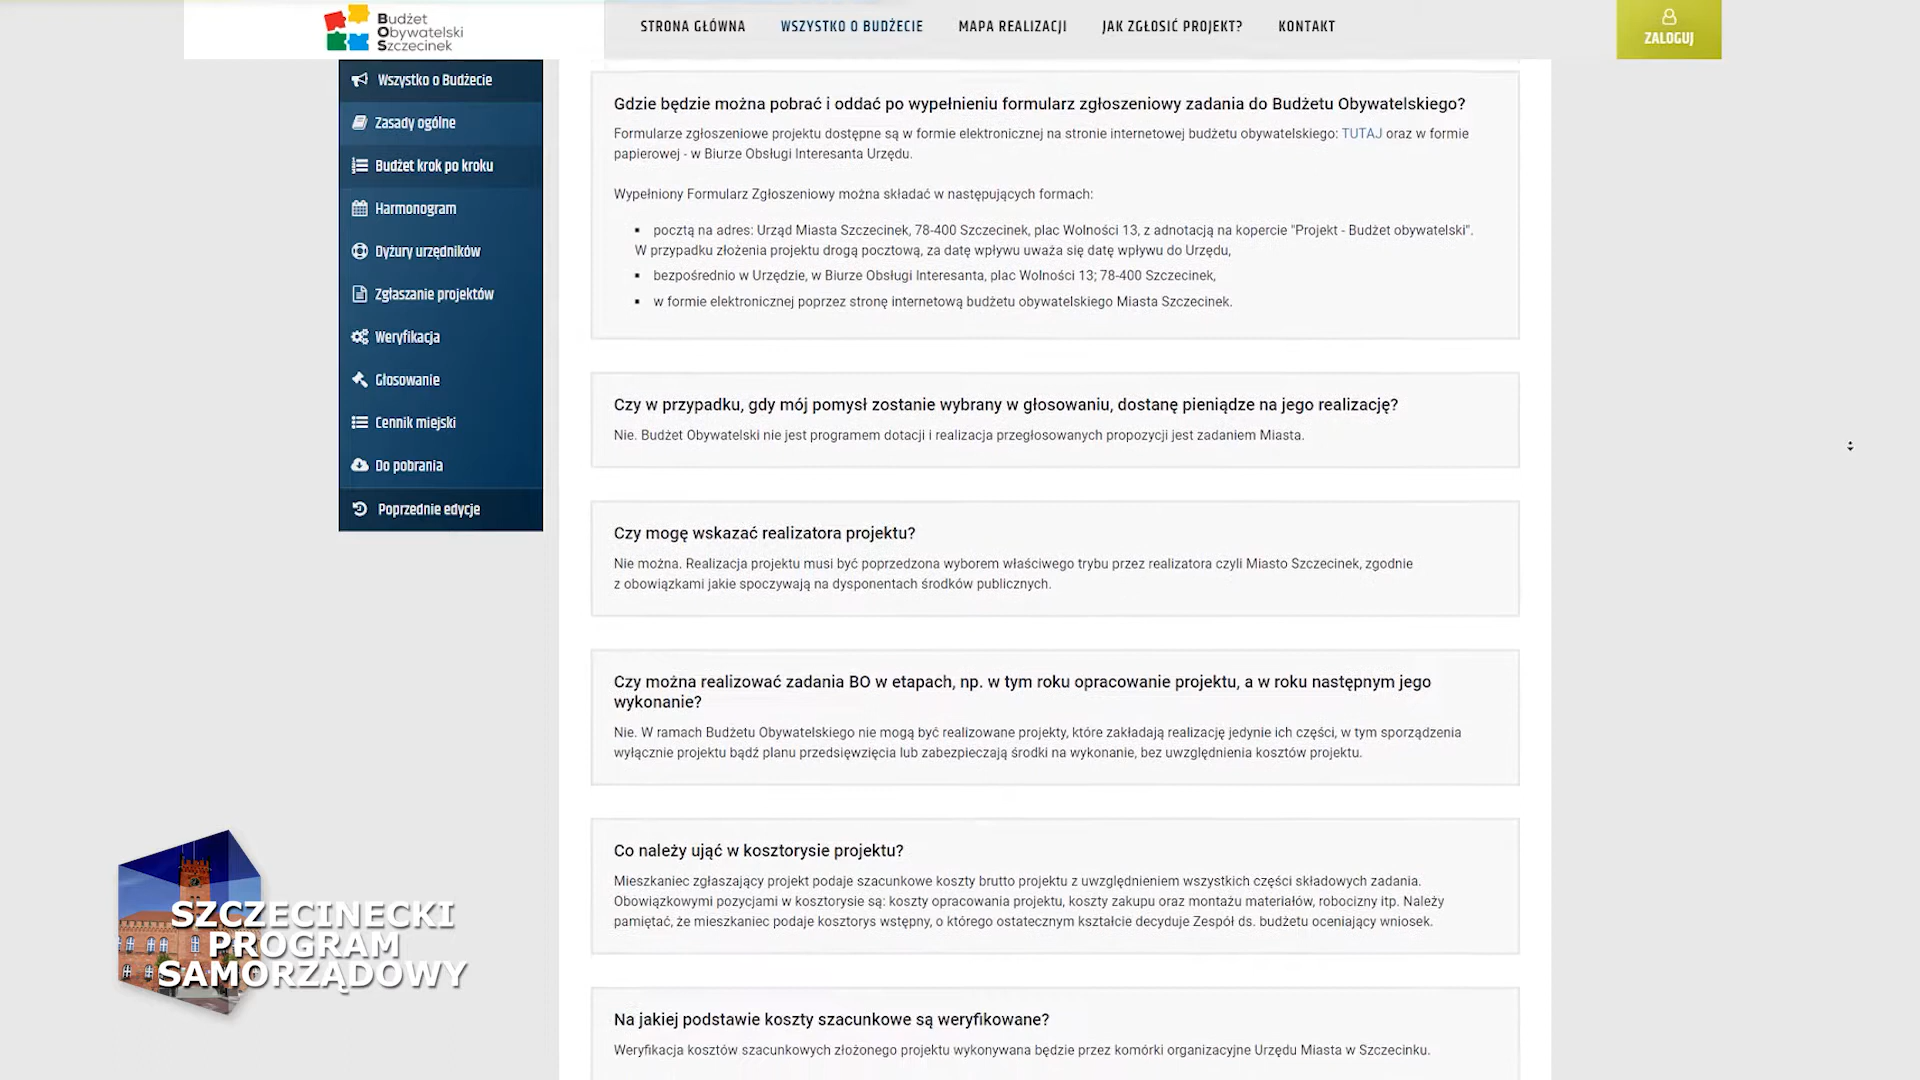 Budżet
Obywatelski
Szczecinek
STRONA GŁÓWNA
WSZYSTKO O BUDŻECIE
MAPA REALIZACJI
JAK ZGŁOSIĆ PROJEKT?
KONTAKT
ZALOGUJ
Wszystko o Budżecie
Zasady ogólne
Budżet krok po kroku
Harmonogram
Dyżury urzędników
Zgłaszanie projektów
Weryfikacja
Głosowanie
Cennik miejski
Do pobrania
Poprzednie edycje
Gdzie będzie można pobrać i oddać po wypełnieniu formularz zgłoszeniowy zadania do Budżetu Obywatelskiego?
Formularze zgłoszeniowe projektu dostępne są w formie elektronicznej na stronie internetowej budżetu obywatelskiego: TUTAJ oraz w formie
papierowej - w Biurze Obsługi Interesanta Urzędu.
Wypełniony Formularz Zgłoszeniowy można składać w następujących formach:
▪ pocztą na adres: Urząd Miasta Szczecinek, 78-400 Szczecinek, plac Wolności 13, z adnotacją na kopercie "Projekt - Budżet obywatelski".
W przypadku złożenia projektu drogą pocztową, za datę wpływu uważa się datę wpływu do Urzędu,
▪ bezpośrednio w Urzędzie, w Biurze Obsługi Interesanta, plac Wolności 13; 78-400 Szczecinek,
▪ w formie elektronicznej poprzez stronę internetową budżetu obywatelskiego Miasta Szczecinek.
Czy w przypadku, gdy mój pomysł zostanie wybrany w głosowaniu, dostanę pieniądze na jego realizację?
Nie. Budżet Obywatelski nie jest programem dotacji i realizacja przegłosowanych propozycji jest zadaniem Miasta.
Czy mogę wskazać realizatora projektu?
Nie można. Realizacja projektu musi być poprzedzona wyborem właściwego trybu przez realizatora czyli Miasto Szczecinek, zgodnie
z obowiązkami jakie spoczywają na dysponentach środków publicznych.
Czy można realizować zadania BO w etapach, np. w tym roku opracowanie projektu, a w roku następnym jego
wykonanie?
Nie. W ramach Budżetu Obywatelskiego nie mogą być realizowane projekty, które zakładają realizację jedynie ich części, w tym sporządzenia
wyłącznie projektu bądź planu przedsięwzięcia lub zabezpieczają środki na wykonanie, bez uwzględnienia kosztów projektu.
Co należy ująć w kosztorysie projektu?
Mieszkaniec zgłaszający projekt podaje szacunkowe koszty brutto projektu z uwzględnieniem wszystkich części składowych zadania.
Obowiązkowymi pozycjami w kosztorysie są: koszty opracowania projektu, koszty zakupu oraz montażu materiałów, robocizny itp. Należy
pamiętać, że mieszkaniec podaje kosztorys wstępny, o którego ostatecznym kształcie decyduje Zespół ds. budżetu oceniający wniosek.
Na jakiej podstawie koszty szacunkowe są weryfikowane?
Weryfikacja kosztów szacunkowych złożonego projektu wykonywana będzie przez komórki organizacyjne Urzędu Miasta w Szczecinku.
SZCZECINECKI
PROGRAM
SAMORZĄDOWY